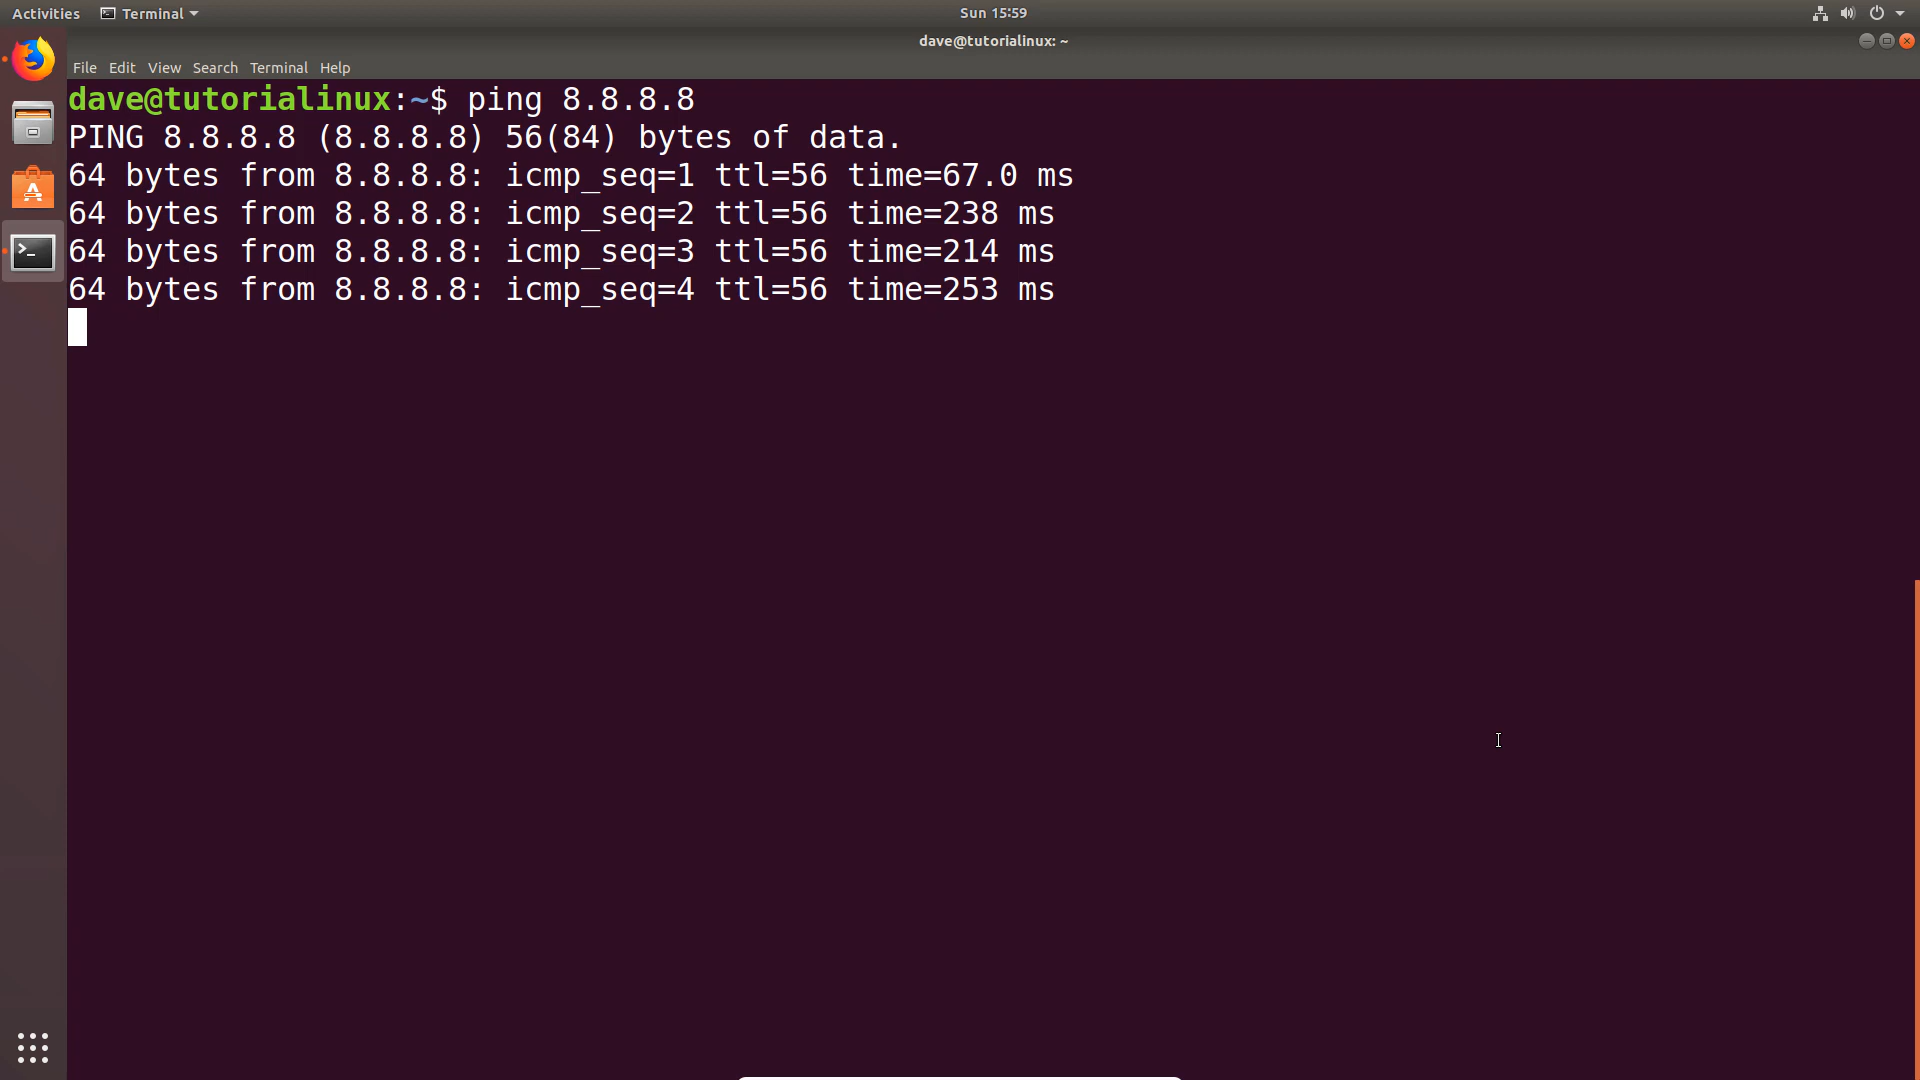 Activities Terminal Sun 15:59
dave@tutorialinux: ~
File Edit View Search Terminal Help
dave@tutorialinux:~$ ping 8.8.8.8
PING 8.8.8.8 (8.8.8.8) 56(84) bytes of data.
64 bytes from 8.8.8.8: icmp_seq=1 ttl=56 time=67.0 ms
64 bytes from 8.8.8.8: icmp_seq=2 ttl=56 time=238 ms
64 bytes from 8.8.8.8: icmp_seq=3 ttl=56 time=214 ms
64 bytes from 8.8.8.8: icmp_seq=4 ttl=56 time=253 ms